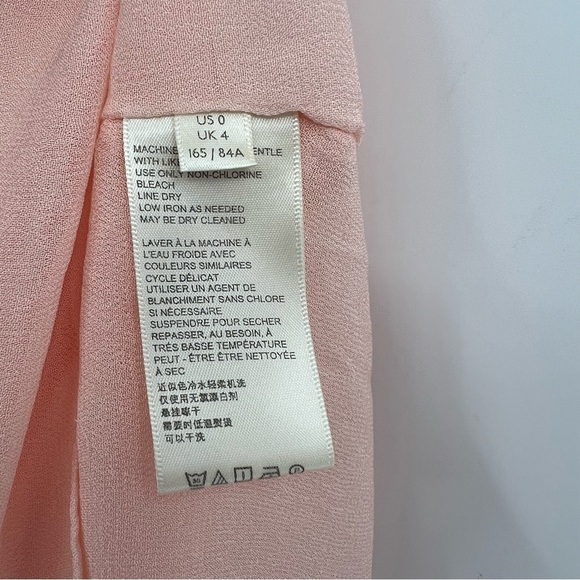 US 0
UK 4
165 / 84A
MACHINE ENTLE
WITH LIK
USE ONLY NON-CHLORINE
BLEACH
LINE DRY
LOW IRON AS NEEDED
MAY BE DRY CLEANED
LAVER À LA MACHINE À
L'EAU FROIDE AVEC
COULEURS SIMILAIRES
CYCLE DÉLICAT
UTILISER UN AGENT DE
BLANCHIMENT SANS CHLORE
SI NÉCESSAIRE
SUSPENDRE POUR SECHER
REPASSER, AU BESOIN, À
TRÈS BASSE TEMPÉRATURE
PEUT - ÊTRE ÊTRE NETTOYÉE
À SEC
近似色冷水轻柔机洗
仅使用无氯漂白剂
悬挂晾干
需要时低温熨烫
可以干洗